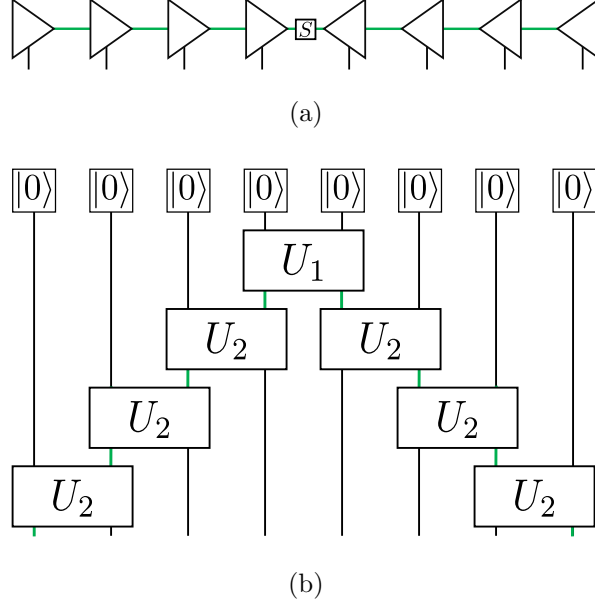 S
(a)
|0⟩ |0⟩ |0⟩ |0⟩ |0⟩ |0⟩ |0⟩ |0⟩
U₁
U₂ U₂
U₂ U₂
U₂ U₂
(b)